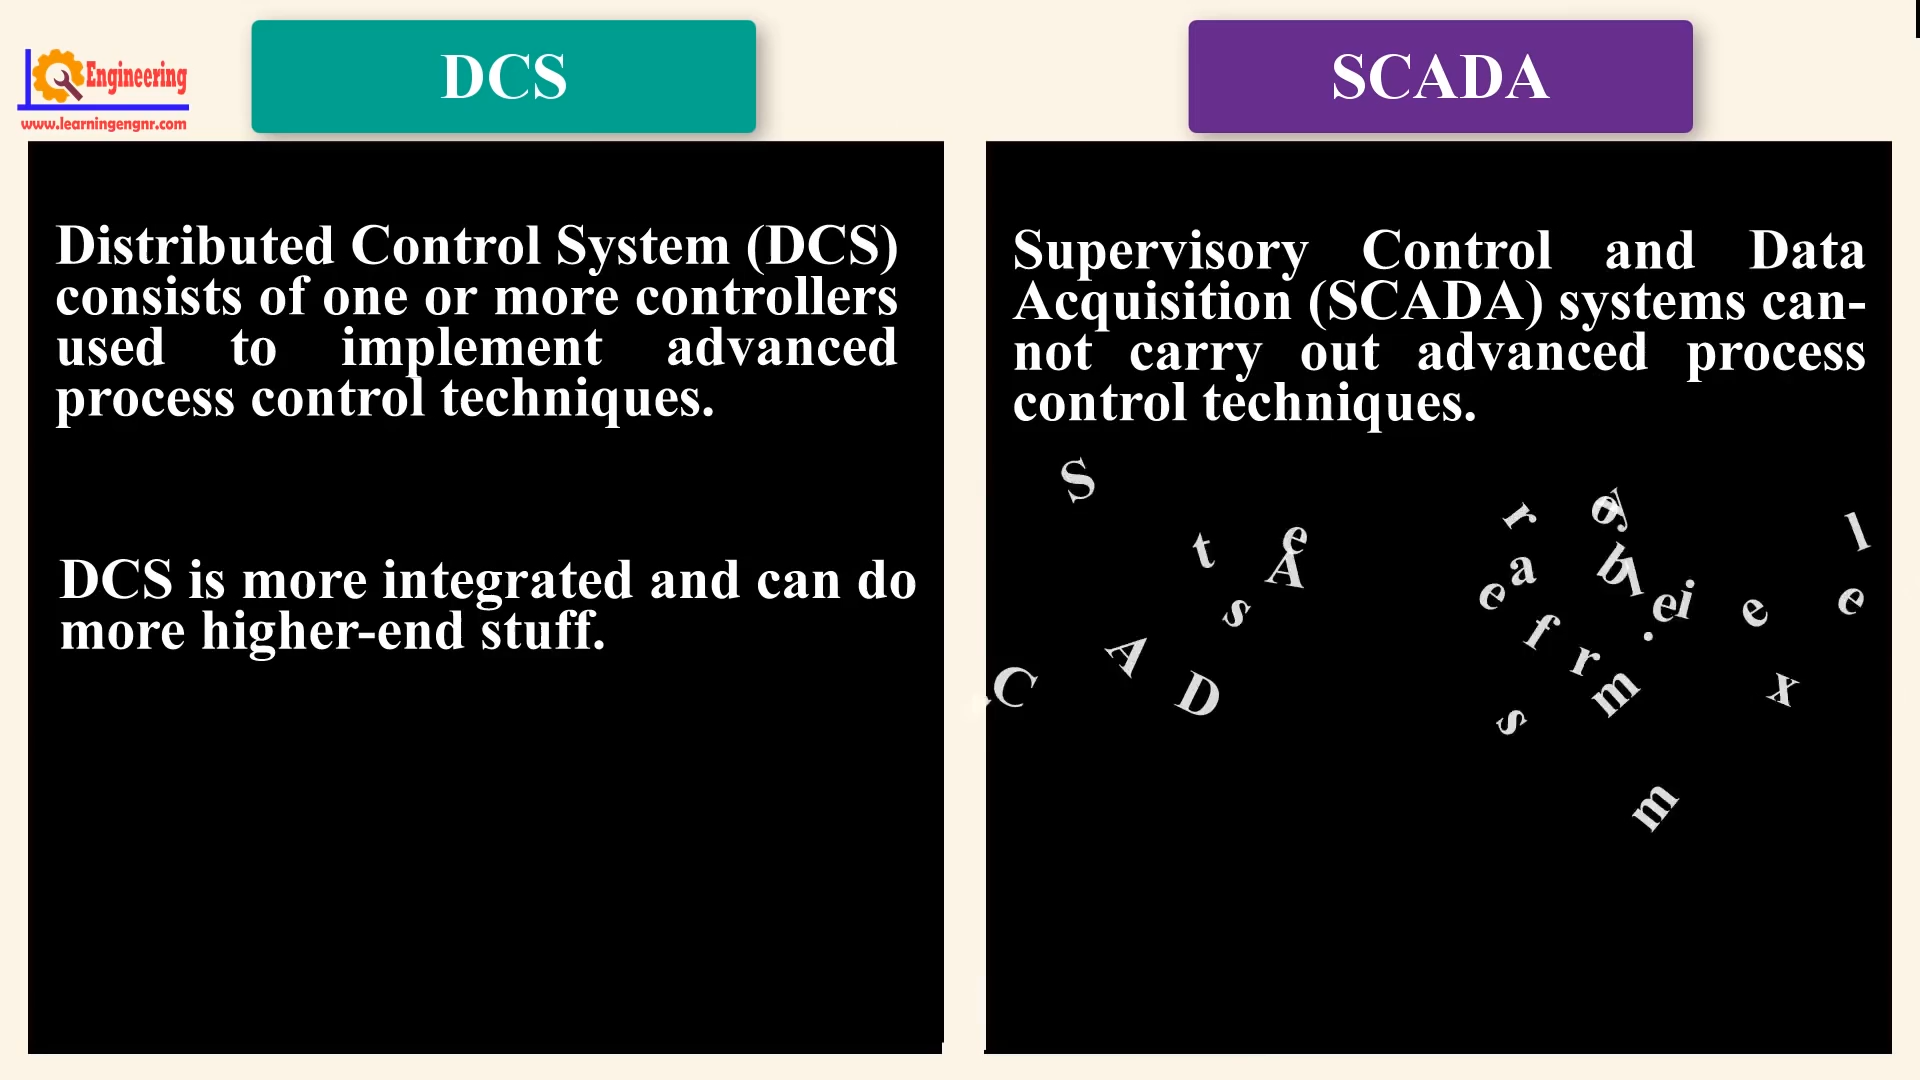 DCS
SCADA
Engineering
www.learningengnr.com
Distributed Control System (DCS)
consists of one or more controllers
used to implement advanced
process control techniques.
DCS is more integrated and can do
more higher-end stuff.
Supervisory Control and Data
Acquisition (SCADA) systems can-
not carry out advanced process
control techniques.